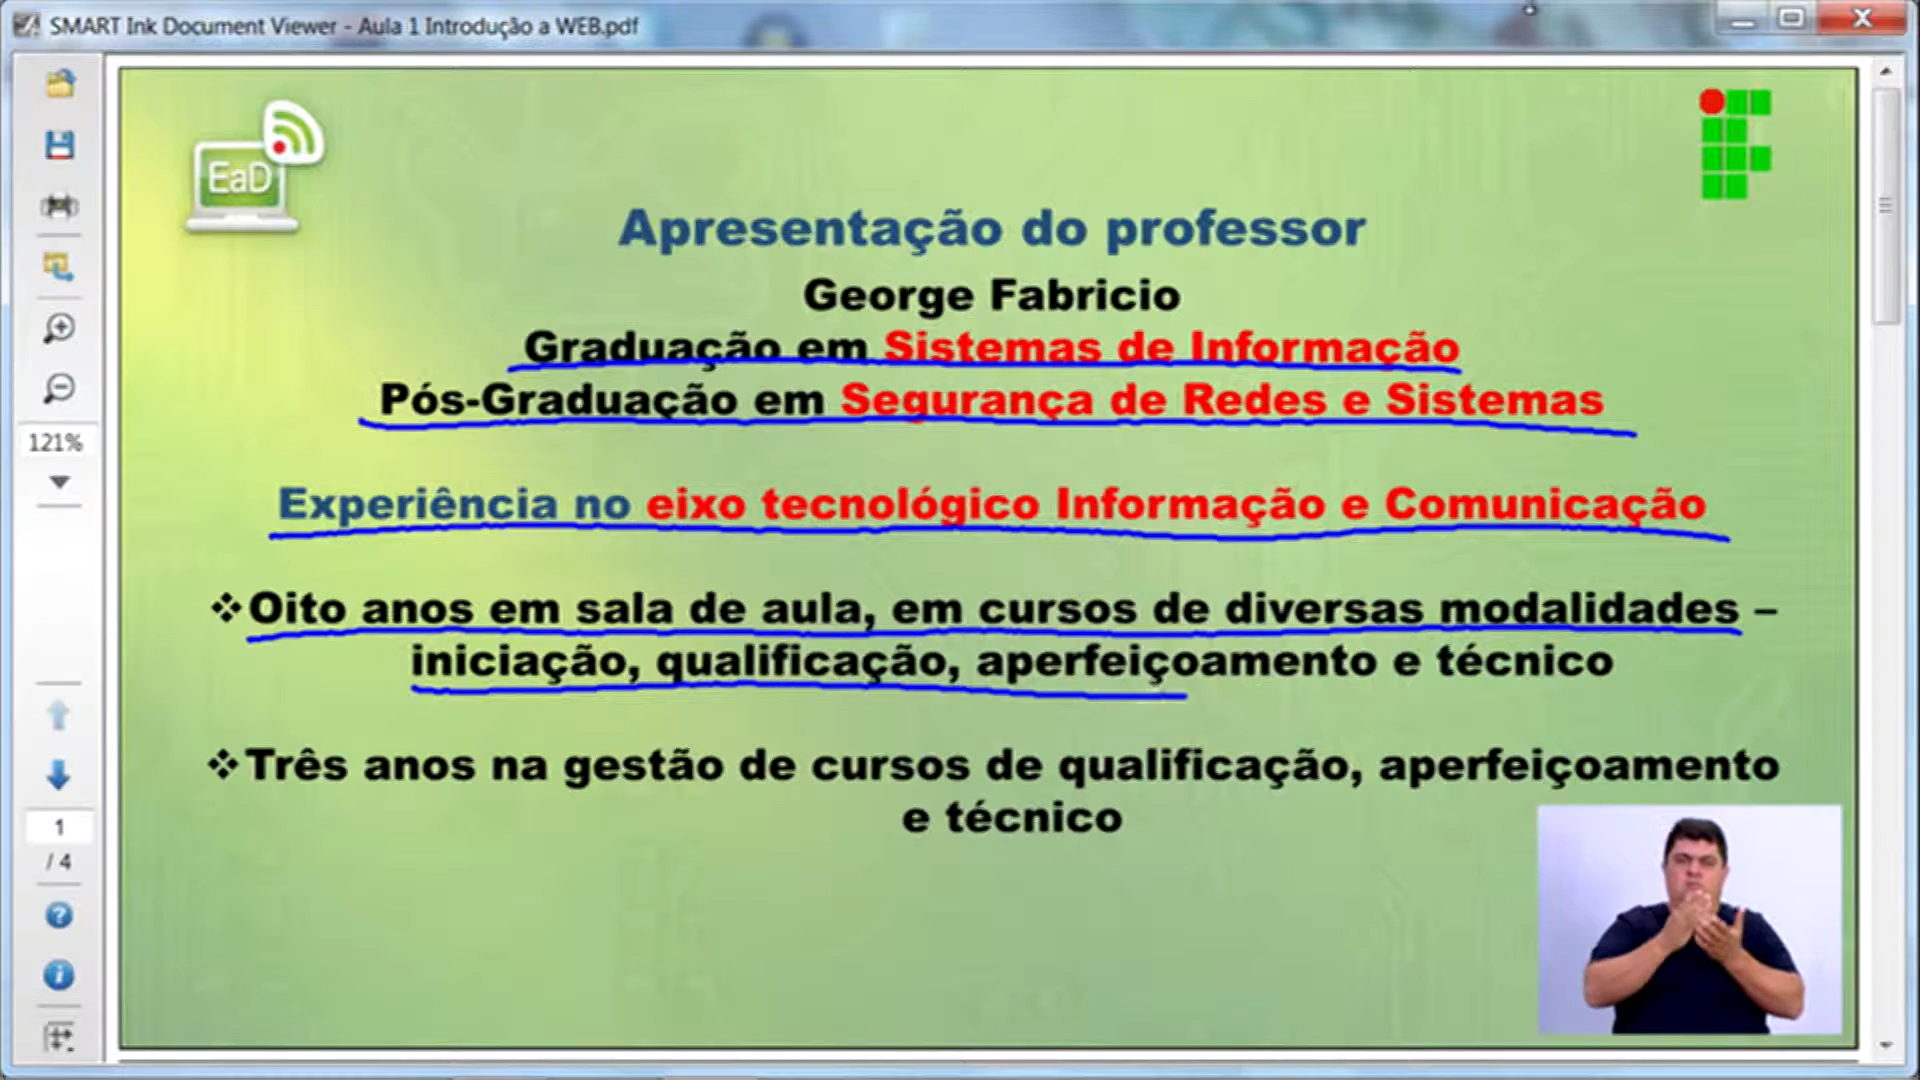 SMART Ink Document Viewer - Aula 1 Introdução a WEB.pdf
EaD
Apresentação do professor
George Fabricio
Graduação em Sistemas de Informação
Pós-Graduação em Segurança de Redes e Sistemas
121%
Experiência no eixo tecnológico Informação e Comunicação
❖Oito anos em sala de aula, em cursos de diversas modalidades –
iniciação, qualificação, aperfeiçoamento e técnico
❖Três anos na gestão de cursos de qualificação, aperfeiçoamento
e técnico
1
/ 4